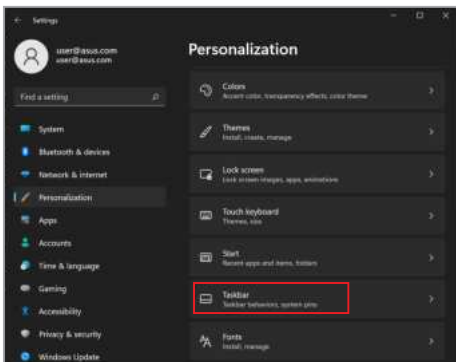 Settings
user@asus.com
user@asus.com
Find a setting
System
Bluetooth & devices
Network & internet
Personalization
Apps
Accounts
Time & language
Gaming
Accessibility
Privacy & security
Windows Update
Personalization
Colors
Accent color, transparency effects, color theme
Themes
Install, create, manage
Lock screen
Lock screen images, apps, animations
Touch keyboard
Themes, size
Start
Recent apps and items, folders
Taskbar
Taskbar behaviors, system pins
Fonts
Install, manage